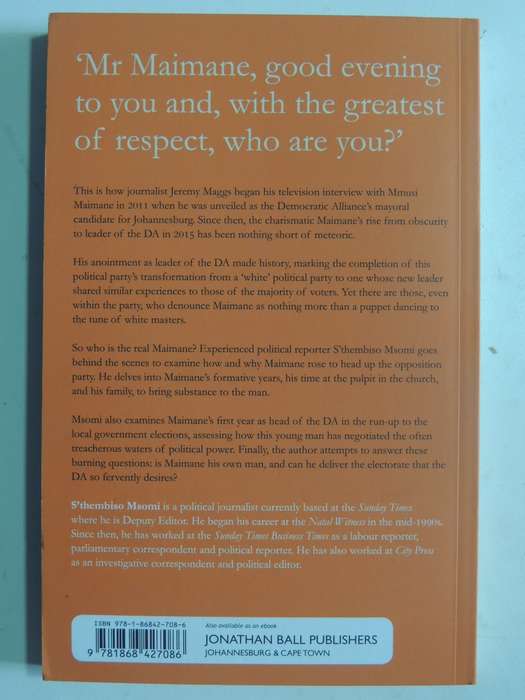 ‘Mr Maimane, good evening
to you and, with the greatest
of respect, who are you?’
This is how journalist Jeremy Maggs began his television interview with Mmusi
Maimane in 2011 when he was unveiled as the Democratic Alliance's mayoral
candidate for Johannesburg. Since then, the charismatic Maimane's rise from obscurity
to leader of the DA in 2015 has been nothing short of meteoric.
His anointment as leader of the DA made history, marking the completion of this
political party's transformation from a ‘white’ political party to one whose new leader
shared similar experiences to those of the majority of voters. Yet there are those, even
within the party, who denounce Maimane as nothing more than a puppet dancing to
the tune of white masters.
So who is the real Maimane? Experienced political reporter S'thembiso Msomi goes
behind the scenes to examine how and why Maimane rose to head up the opposition
party. He delves into Maimane's formative years, his time at the pulpit in the church,
and his family, to bring substance to the man.
Msomi also examines Maimane's first year as head of the DA in the run-up to the
local government elections, assessing how this young man has negotiated the often
treacherous waters of political power. Finally, the author attempts to answer these
burning questions: is Maimane his own man, and can he deliver the electorate that the
DA so fervently desires?
S'thembiso Msomi is a political journalist currently based at the Sunday Times
where he is Deputy Editor. He began his career at the Natal Witness in the mid-1990s.
Since then, he has worked at the Sunday Times Business Times as a labour reporter,
parliamentary correspondent and political reporter. He has also worked at City Press
as an investigative correspondent and political editor.
ISBN 978-1-86842-708-6
9 781868 427086
Also available as an ebook
JONATHAN BALL PUBLISHERS
JOHANNESBURG & CAPE TOWN